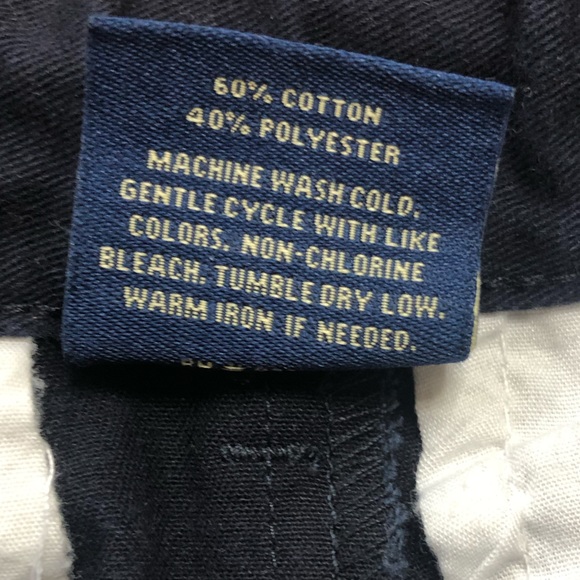 60% COTTON
40% POLYESTER
MACHINE WASH COLD.
GENTLE CYCLE WITH LIKE
COLORS. NON-CHLORINE
BLEACH. TUMBLE DRY LOW.
WARM IRON IF NEEDED.